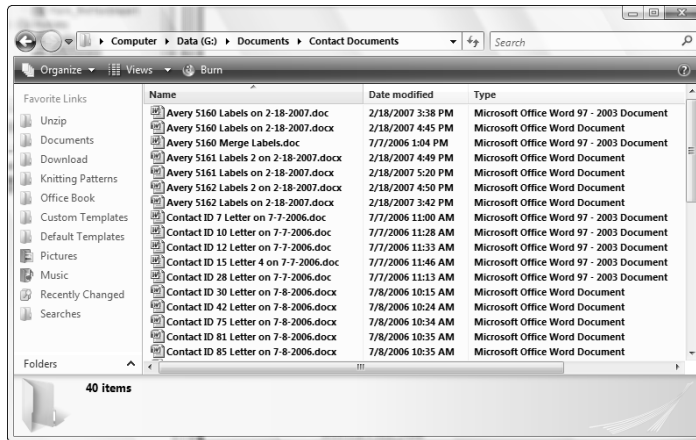 Computer ▸ Data (G:) ▸ Documents ▸ Contact Documents
Search
Organize Views Burn
Favorite Links
Unzip
Documents
Download
Knitting Patterns
Office Book
Custom Templates
Default Templates
Pictures
Music
Recently Changed
Searches
Folders
Name Date modified Type
Avery 5160 Labels on 2-18-2007.doc 2/18/2007 3:38 PM Microsoft Office Word 97 - 2003 Document
Avery 5160 Labels on 2-18-2007.docx 2/18/2007 4:45 PM Microsoft Office Word Document
Avery 5160 Merge Labels.doc 7/7/2006 1:04 PM Microsoft Office Word 97 - 2003 Document
Avery 5161 Labels 2 on 2-18-2007.docx 2/18/2007 4:49 PM Microsoft Office Word Document
Avery 5161 Labels on 2-18-2007.docx 2/18/2007 5:20 PM Microsoft Office Word Document
Avery 5162 Labels 2 on 2-18-2007.docx 2/18/2007 4:50 PM Microsoft Office Word Document
Avery 5162 Labels on 2-18-2007.docx 2/18/2007 3:42 PM Microsoft Office Word Document
Contact ID 7 Letter on 7-7-2006.doc 7/7/2006 11:00 AM Microsoft Office Word 97 - 2003 Document
Contact ID 10 Letter on 7-7-2006.doc 7/7/2006 11:28 AM Microsoft Office Word 97 - 2003 Document
Contact ID 12 Letter on 7-7-2006.doc 7/7/2006 11:33 AM Microsoft Office Word 97 - 2003 Document
Contact ID 15 Letter 4 on 7-7-2006.doc 7/7/2006 11:46 AM Microsoft Office Word 97 - 2003 Document
Contact ID 28 Letter on 7-7-2006.doc 7/7/2006 11:13 AM Microsoft Office Word 97 - 2003 Document
Contact ID 30 Letter on 7-8-2006.docx 7/8/2006 10:15 AM Microsoft Office Word Document
Contact ID 42 Letter on 7-8-2006.docx 7/8/2006 10:24 AM Microsoft Office Word Document
Contact ID 75 Letter on 7-8-2006.docx 7/8/2006 10:34 AM Microsoft Office Word Document
Contact ID 81 Letter on 7-8-2006.docx 7/8/2006 10:35 AM Microsoft Office Word Document
Contact ID 85 Letter on 7-8-2006.docx 7/8/2006 10:35 AM Microsoft Office Word Document
40 items